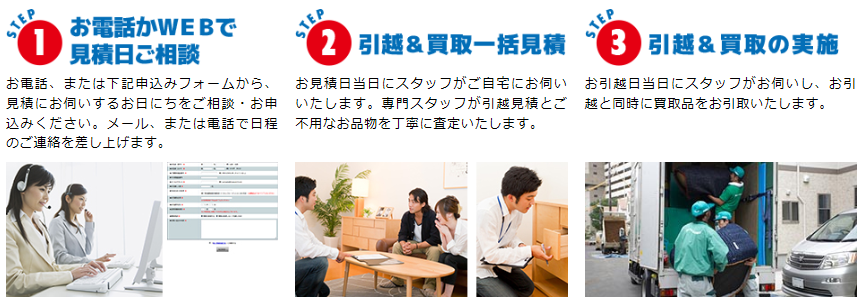 STEP 1 お電話かWEBで
見積日ご相談
お電話、または下記申込みフォームから、
見積にお伺いするお日にちをご相談・お申
込みください。メール、または電話で日程
のご連絡を差し上げます。
STEP 2 引越＆買取一括見積
お見積日当日にスタッフがご自宅にお伺い
いたします。専門スタッフが引越見積とご
不用なお品物を丁寧に査定いたします。
STEP 3 引越＆買取の実施
お引越日当日にスタッフがお伺いし、お引
越と同時に買取品をお引取いたします。